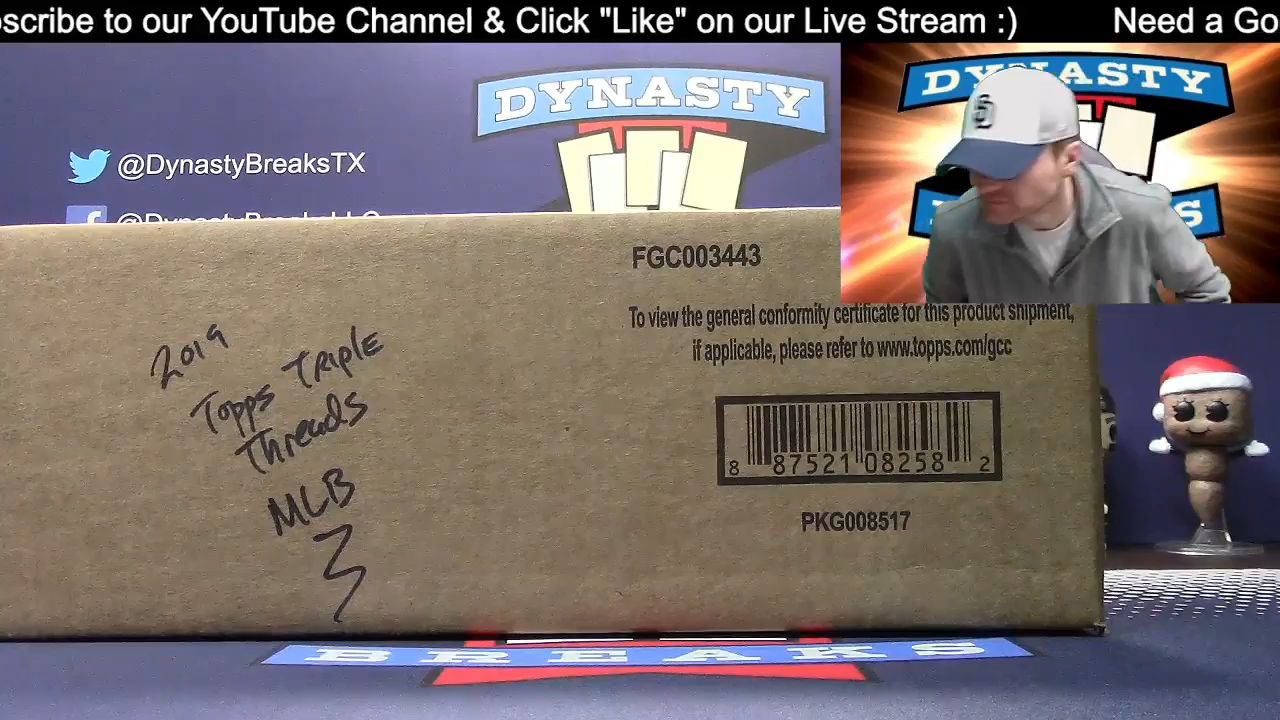 scribe to our YouTube Channel & Click "Like" on our Live Stream :)
Need a Go
DYNASTY
@DynastyBreaksTX
@DynastyBreaksLLC
DYNASTY
SD
S
FGC003443
To view the general conformity certificate for this product shipment,
if applicable, please refer to www.topps.com/gcc
8 87521 08258 2
PKG008517
2019
Topps Triple
Threads
MLB
3
BREAKS